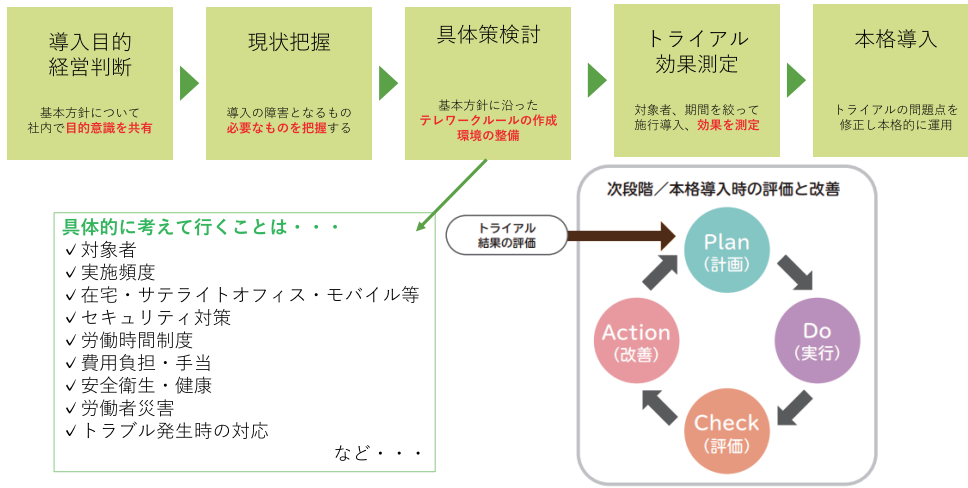 導入目的
経営判断
基本方針について
社内で目的意識を共有
現状把握
導入の障害となるもの
必要なものを把握する
具体策検討
基本方針に沿った
テレワークルールの作成
環境の整備
トライアル
効果測定
対象者、期間を絞って
施行導入、効果を測定
本格導入
トライアルの問題点を
修正し本格的に運用
具体的に考えて行くことは・・・
✓対象者
✓実施頻度
✓在宅・サテライトオフィス・モバイル等
✓セキュリティ対策
✓労働時間制度
✓費用負担・手当
✓安全衛生・健康
✓労働者災害
✓トラブル発生時の対応
など・・・
トライアル
結果の評価
次段階／本格導入時の評価と改善
Plan
(計画)
Do
(実行)
Check
(評価)
Action
(改善)